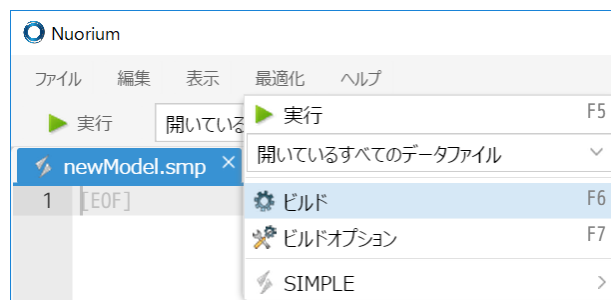 Nuorium
ファイル 編集 表示 最適化 ヘルプ
実行 開いている
実行 F5
開いているすべてのデータファイル
newModel.smp ×
1 [EOF]
ビルド F6
ビルドオプション F7
SIMPLE